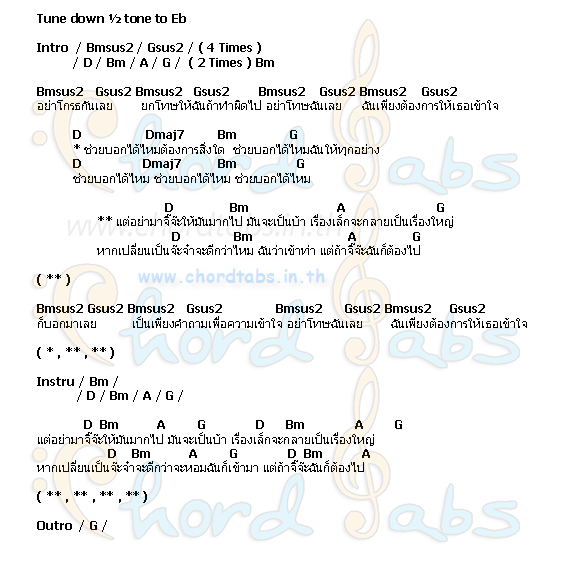 Tune down ½ tone to Eb
Intro / Bmsus2 / Gsus2 / ( 4 Times )
/ D / Bm / A / G / ( 2 Times ) Bm
Bmsus2 Gsus2 Bmsus2 Gsus2 Bmsus2 Gsus2 Bmsus2 Gsus2
อย่าโกรธกันเลย ยกโทษให้ฉันถ้าทำผิดไป อย่าโทษฉันเลย ฉันเพียงต้องการให้เธอเข้าใจ
D Dmaj7 Bm G
* ช่วยบอกได้ไหมต้องการสิ่งใด ช่วยบอกได้ไหมฉันให้ทุกอย่าง
D Dmaj7 Bm G
ช่วยบอกได้ไหม ช่วยบอกได้ไหม ช่วยบอกได้ไหม
D Bm A G
** แต่อย่ามาจิ๊จ๊ะให้มันมากไป มันจะเป็นบ้า เรื่องเล็กจะกลายเป็นเรื่องใหญ่
D Bm A G
หากเปลี่ยนเป็นจ๊ะจ๋าจะดีกว่าไหม ฉันว่าเข้าท่า แต่ถ้าจิ๊จ๊ะฉันก็ต้องไป
www.chordtabs.in.th
( ** )
Bmsus2 Gsus2 Bmsus2 Gsus2 Bmsus2 Gsus2 Bmsus2 Gsus2
ก็บอกมาเลย เป็นเพียงคำถามเพื่อความเข้าใจ อย่าโทษฉันเลย ฉันเพียงต้องการให้เธอเข้าใจ
( * , ** , ** )
Instru / Bm /
/ D / Bm / A / G /
D Bm A G D Bm A G
แต่อย่ามาจิ๊จ๊ะให้มันมากไป มันจะเป็นบ้า เรื่องเล็กจะกลายเป็นเรื่องใหญ่
D Bm A G D Bm A
หากเปลี่ยนเป็นจ๊ะจ๋าจะดีกว่าจะหอมฉันก็เข้ามา แต่ถ้าจิ๊จ๊ะฉันก็ต้องไป
( ** , ** , ** , ** )
Outro / G /